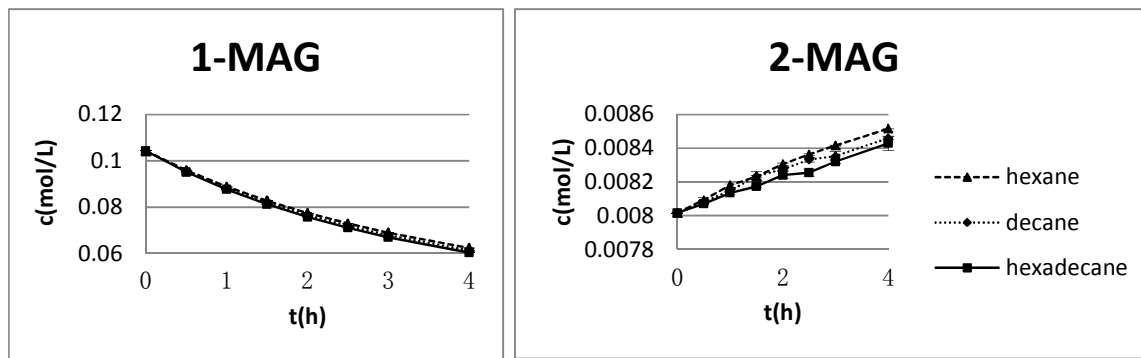 1-MAG
c(mol/L)
0.12
0.1
0.08
0.06
0
1
2
3
4
t(h)
2-MAG
c(mol/L)
0.0086
0.0084
0.0082
0.008
0.0078
0
2
4
t(h)
hexane
decane
hexadecane